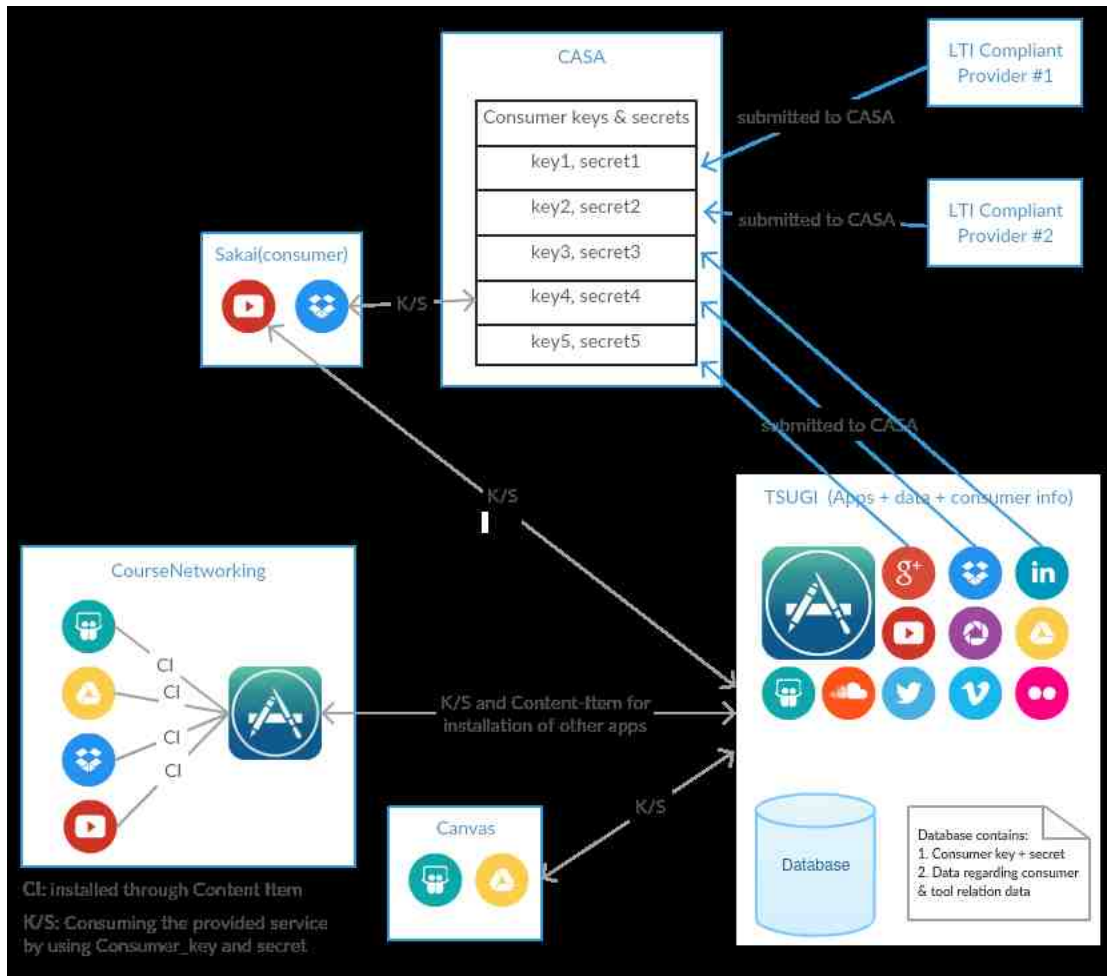 CASA
LTI Compliant
Provider #1
Consumer keys & secrets
submitted to CASA
key1, secret1
key2, secret2
submitted to CASA
LTI Compliant
Provider #2
Sakai(consumer)
key3, secret3
K/S
key4, secret4
key5, secret5
submitted to CASA
K/S
TSUGI (Apps + data + consumer info)
g+
in
CourseNetworking
CI
CI
CI
CI
K/S and Content-Item for
installation of other apps
K/S
Canvas
Database
Database contains:
1. Consumer key + secret
2. Data regarding consumer
& tool relation data
CI: installed through Content Item
K/S: Consuming the provided service
by using Consumer_key and secret